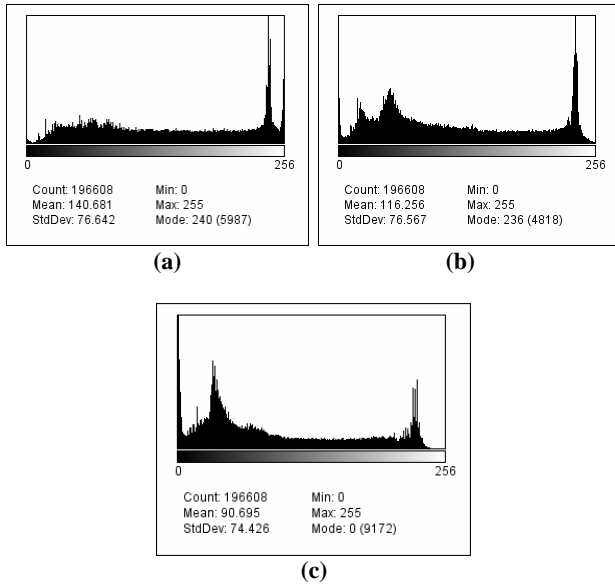 0 256
Count: 196608 Min: 0
Mean: 140.681 Max: 255
StdDev: 76.642 Mode: 240 (5987)
(a)
0 256
Count: 196608 Min: 0
Mean: 116.256 Max: 255
StdDev: 76.567 Mode: 236 (4818)
(b)
0 256
Count: 196608 Min: 0
Mean: 90.695 Max: 255
StdDev: 74.426 Mode: 0 (9172)
(c)